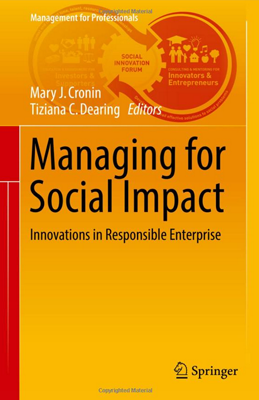 Management for Professionals
SOCIAL
INNOVATION
FORUM
Innovators &
Entrepreneurs
Mary J. Cronin
Tiziana C. Dearing Editors
Managing for
Social Impact
Innovations in Responsible Enterprise
Springer